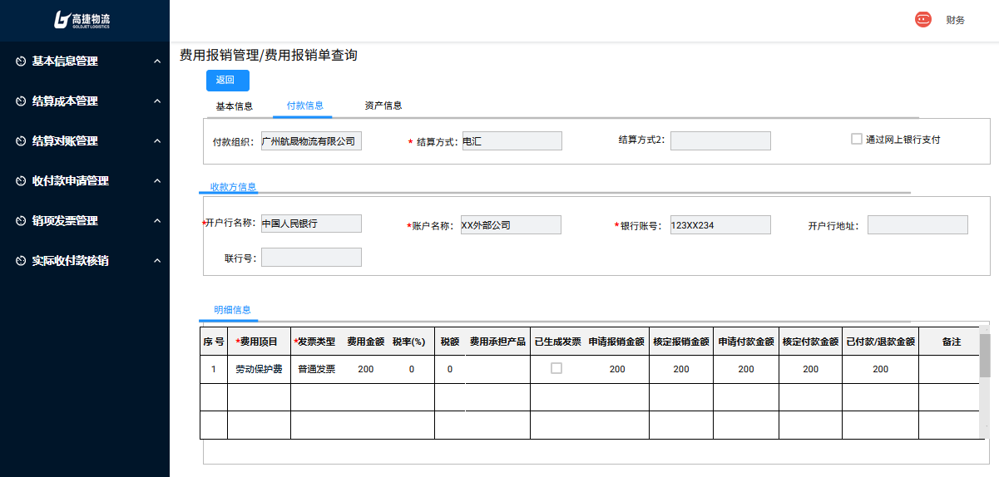 高捷物流
GOLDJET LOGISTICS
财务
基本信息管理
结算成本管理
结算对账管理
收付款申请管理
销项发票管理
实际收付款核销
费用报销管理/费用报销单查询
返回
基本信息 付款信息 资产信息
付款组织： 广州航晟物流有限公司 * 结算方式： 电汇 结算方式2： 通过网上银行支付
收款方信息
*开户行名称： 中国人民银行 *账户名称： XX外部公司 *银行账号： 123XX234 开户行地址：
联行号：
明细信息
序号 *费用项目 *发票类型 费用金额 税率(%) 税额 费用承担产品 已生成发票 申请报销金额 核定报销金额 申请付款金额 核定付款金额 已付款/退款金额 备注
1 劳动保护费 普通发票 200 0 0 200 200 200 200 200